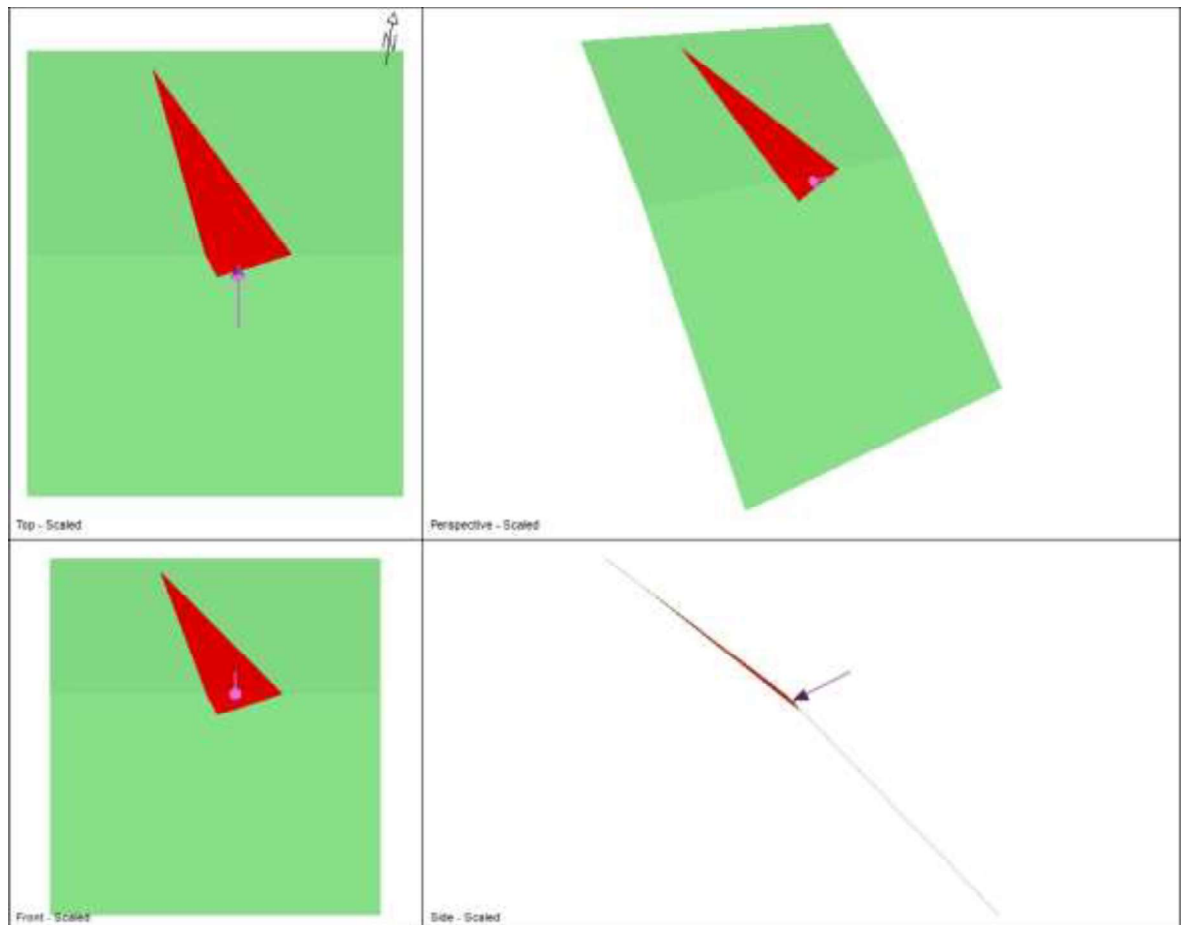 N
Top - Scaled
Perspective - Scaled
Front - Scaled
Side - Scaled